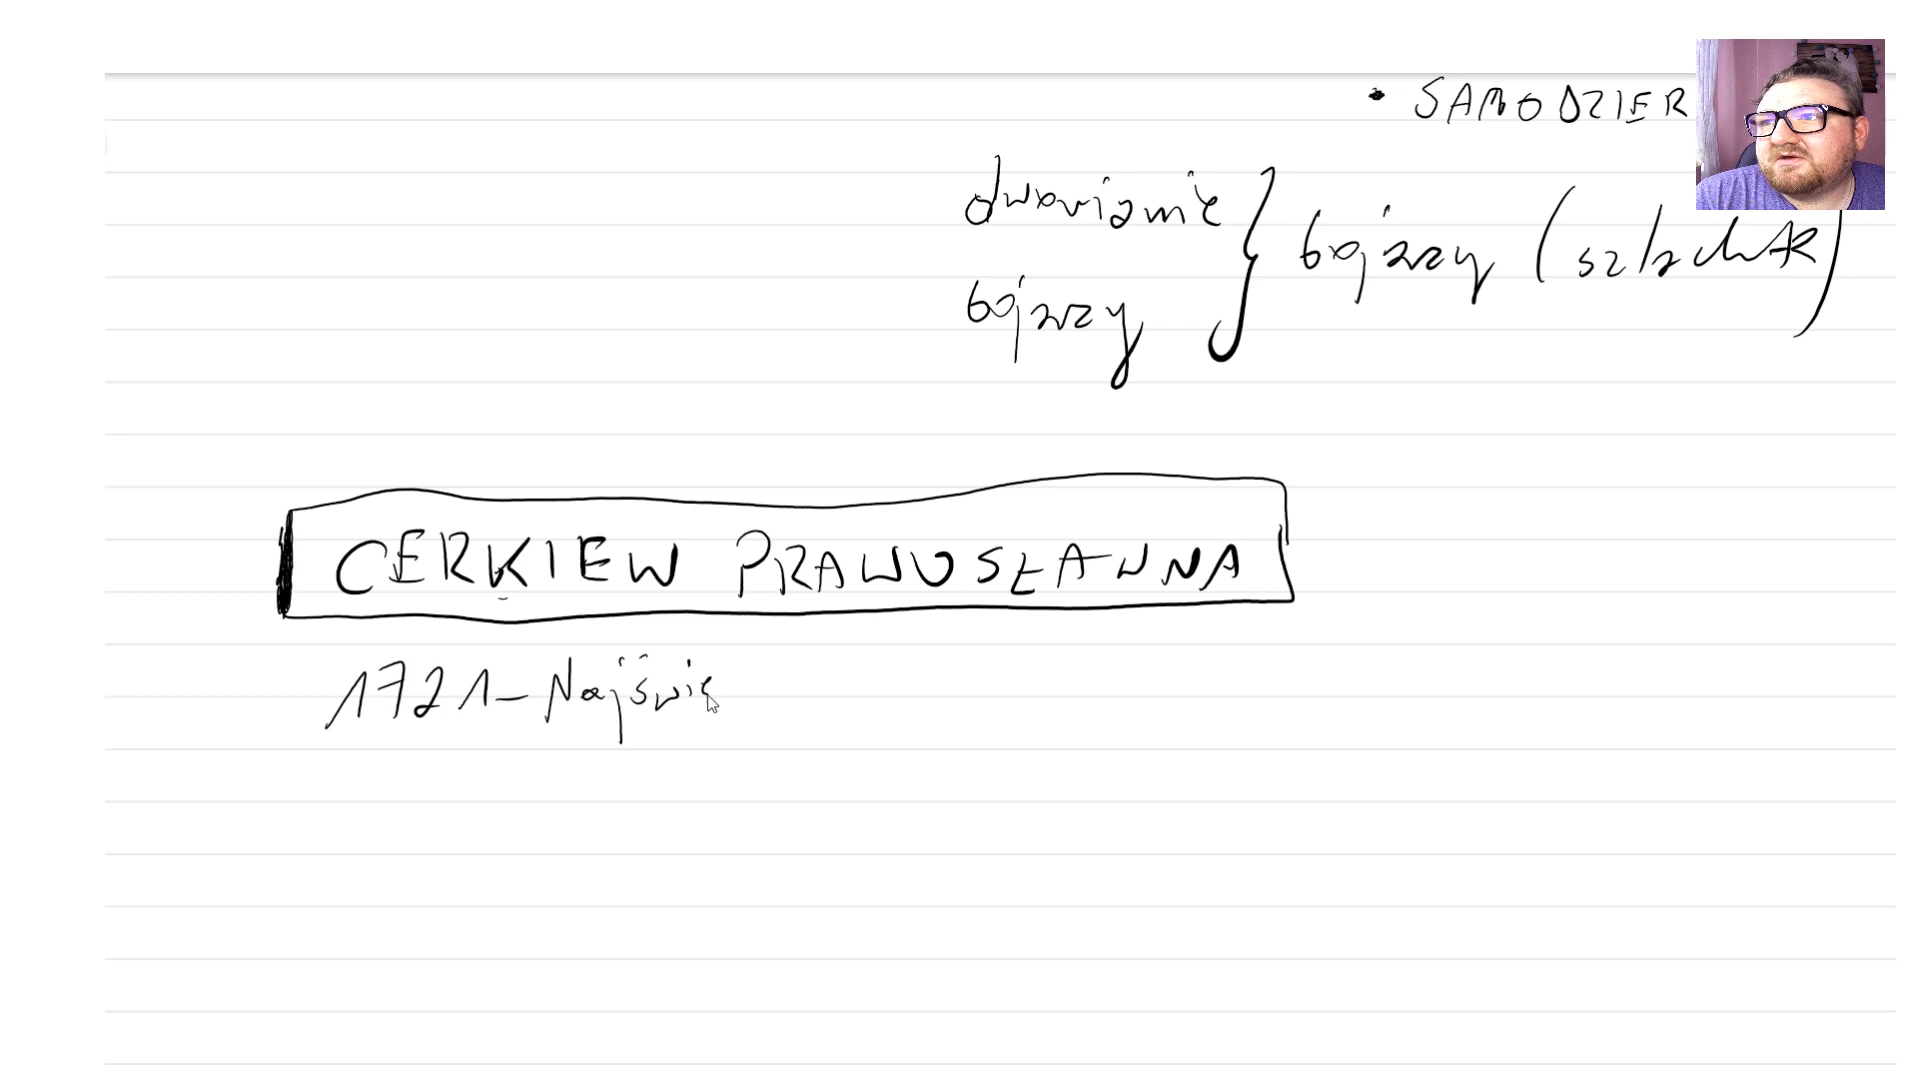 • SAMODZIER
dworianie } bojarzy (szlachta)
bojarzy
CERKIEW PRAWOSŁAWNA
1721 - Najświę